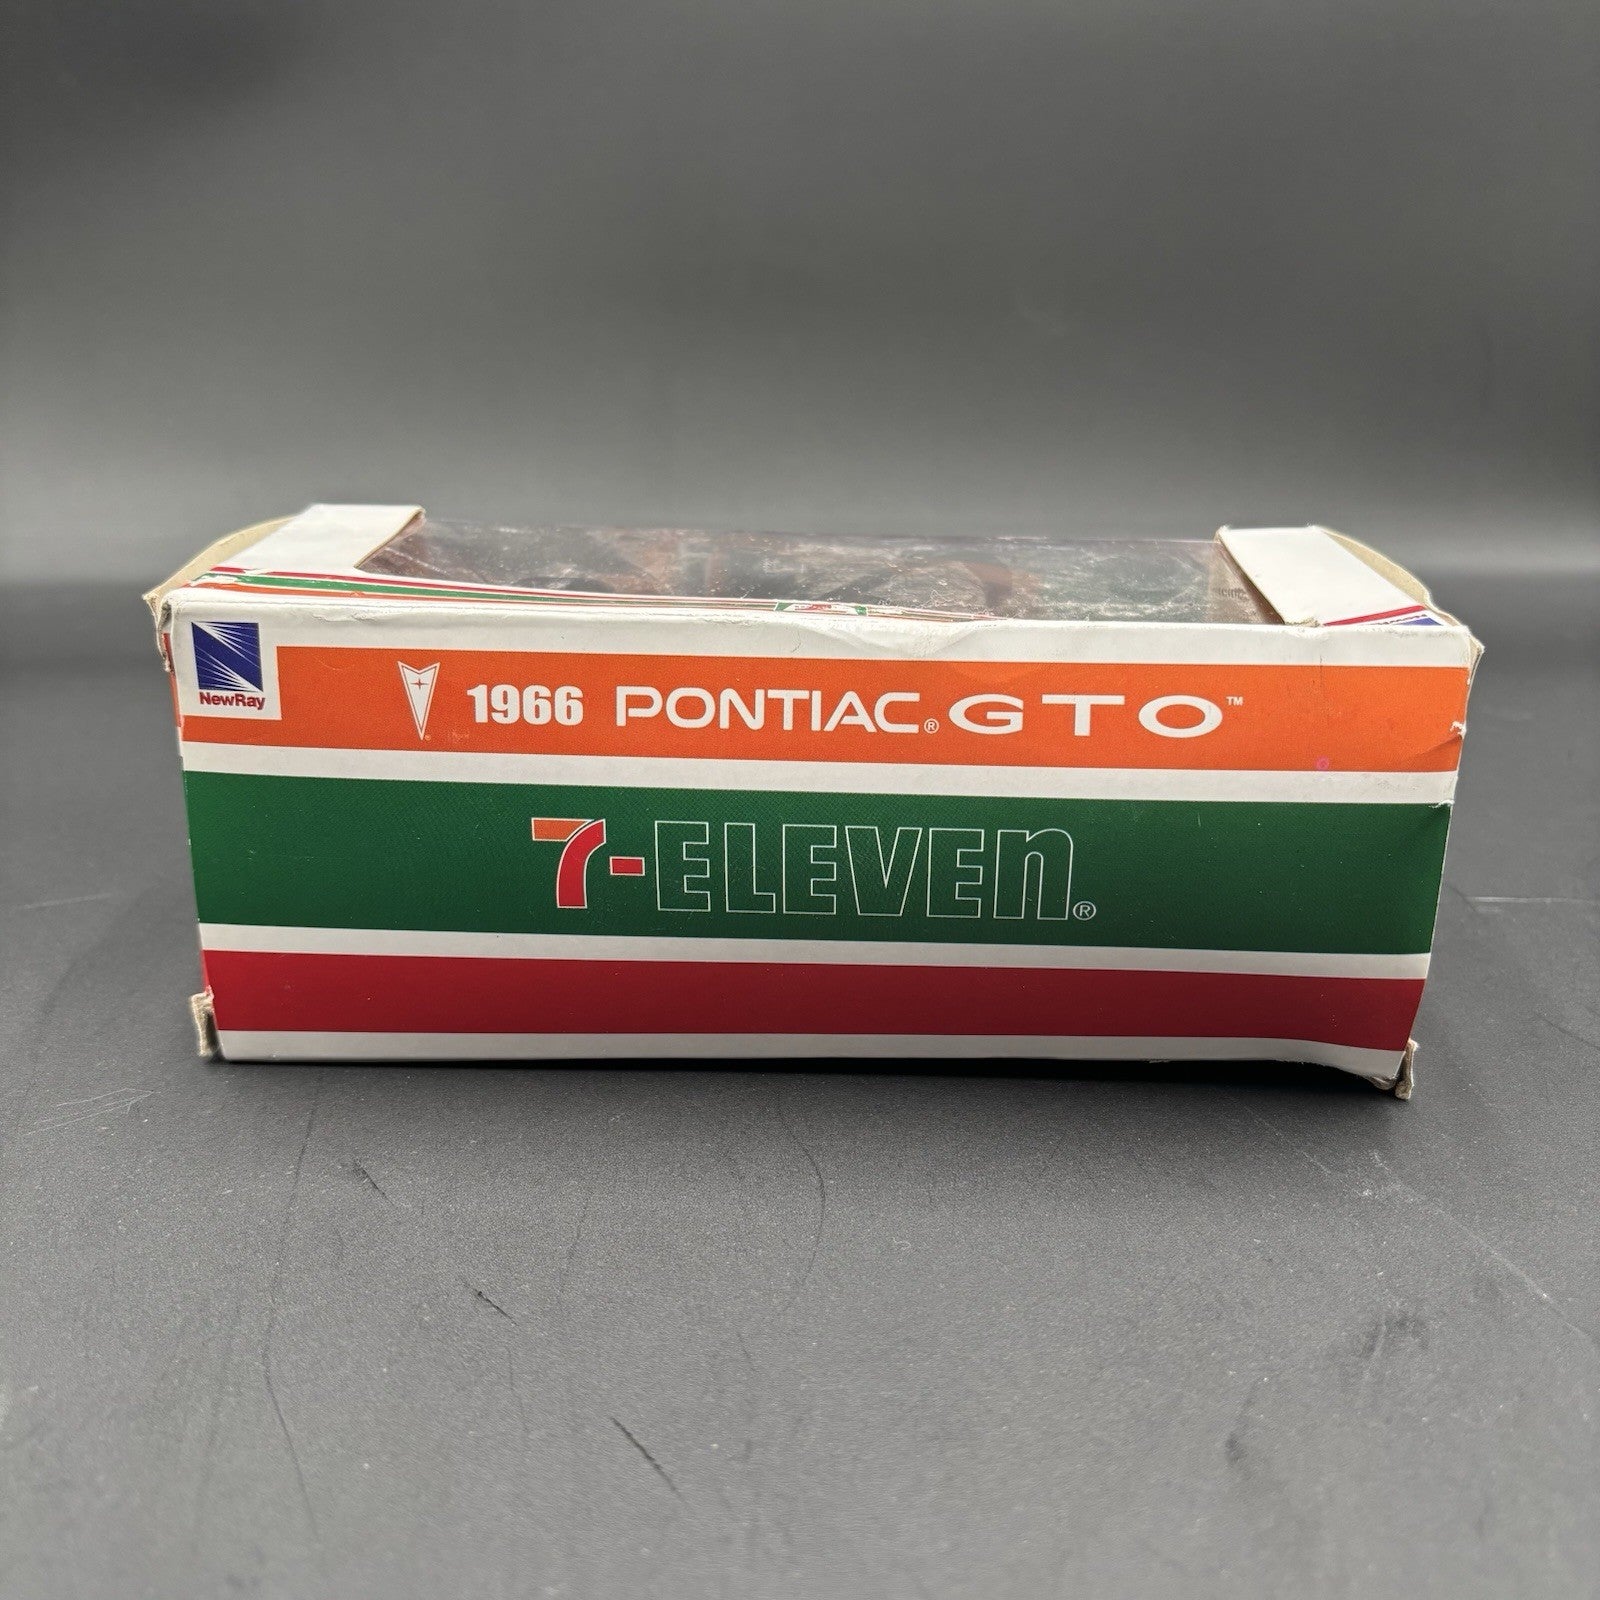 NewRay
1966 PONTIAC® GTO™
7-ELEVEn®